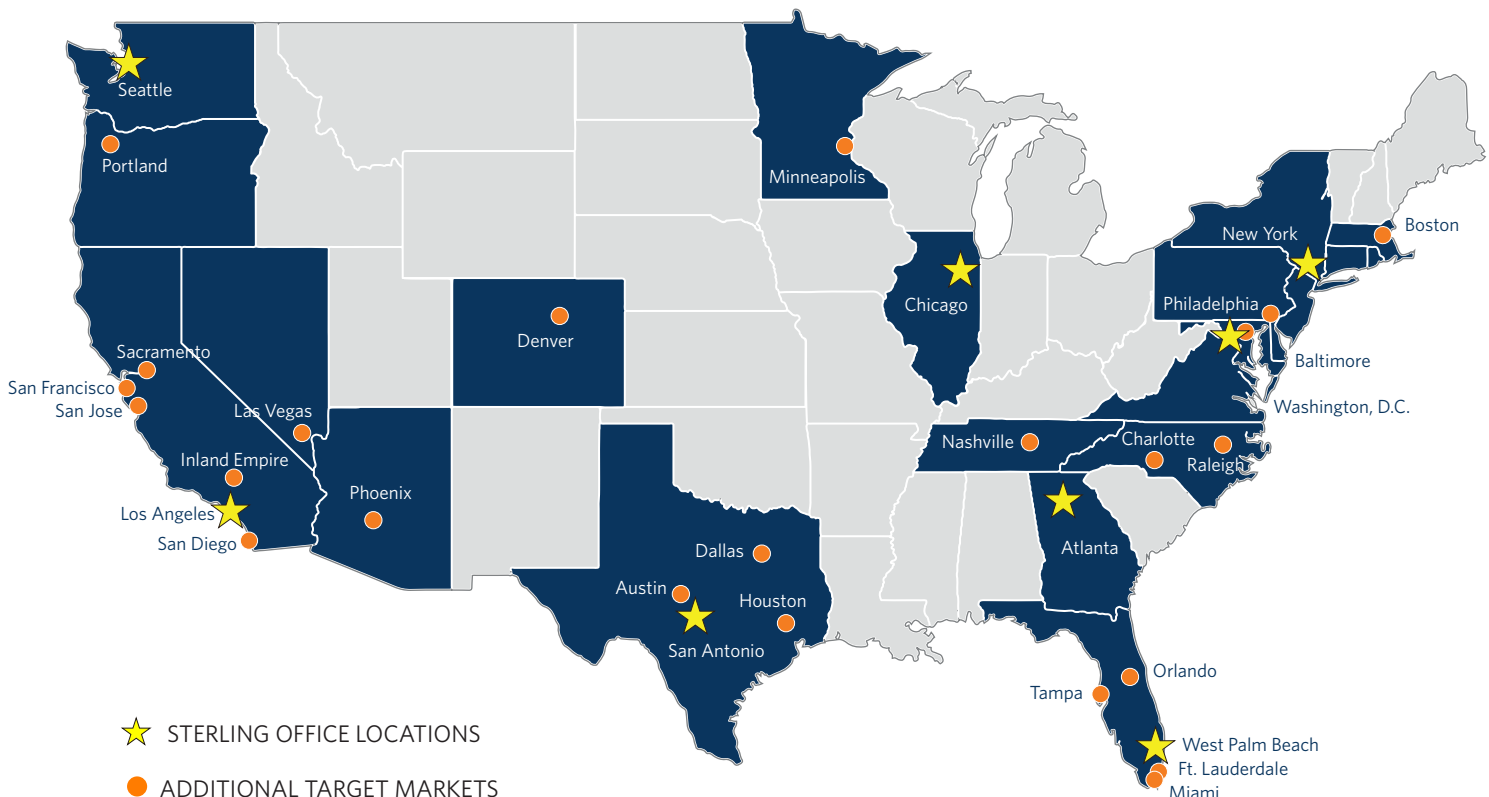 Seattle
Portland
Minneapolis
Boston
New York
Chicago
Philadelphia
Denver
Sacramento
Baltimore
San Francisco
San Jose
Las Vegas
Washington, D.C.
Nashville
Charlotte
Raleigh
Inland Empire
Phoenix
Los Angeles
San Diego
Atlanta
Dallas
Austin
Houston
San Antonio
Orlando
Tampa
West Palm Beach
Ft. Lauderdale
Miami
STERLING OFFICE LOCATIONS
ADDITIONAL TARGET MARKETS